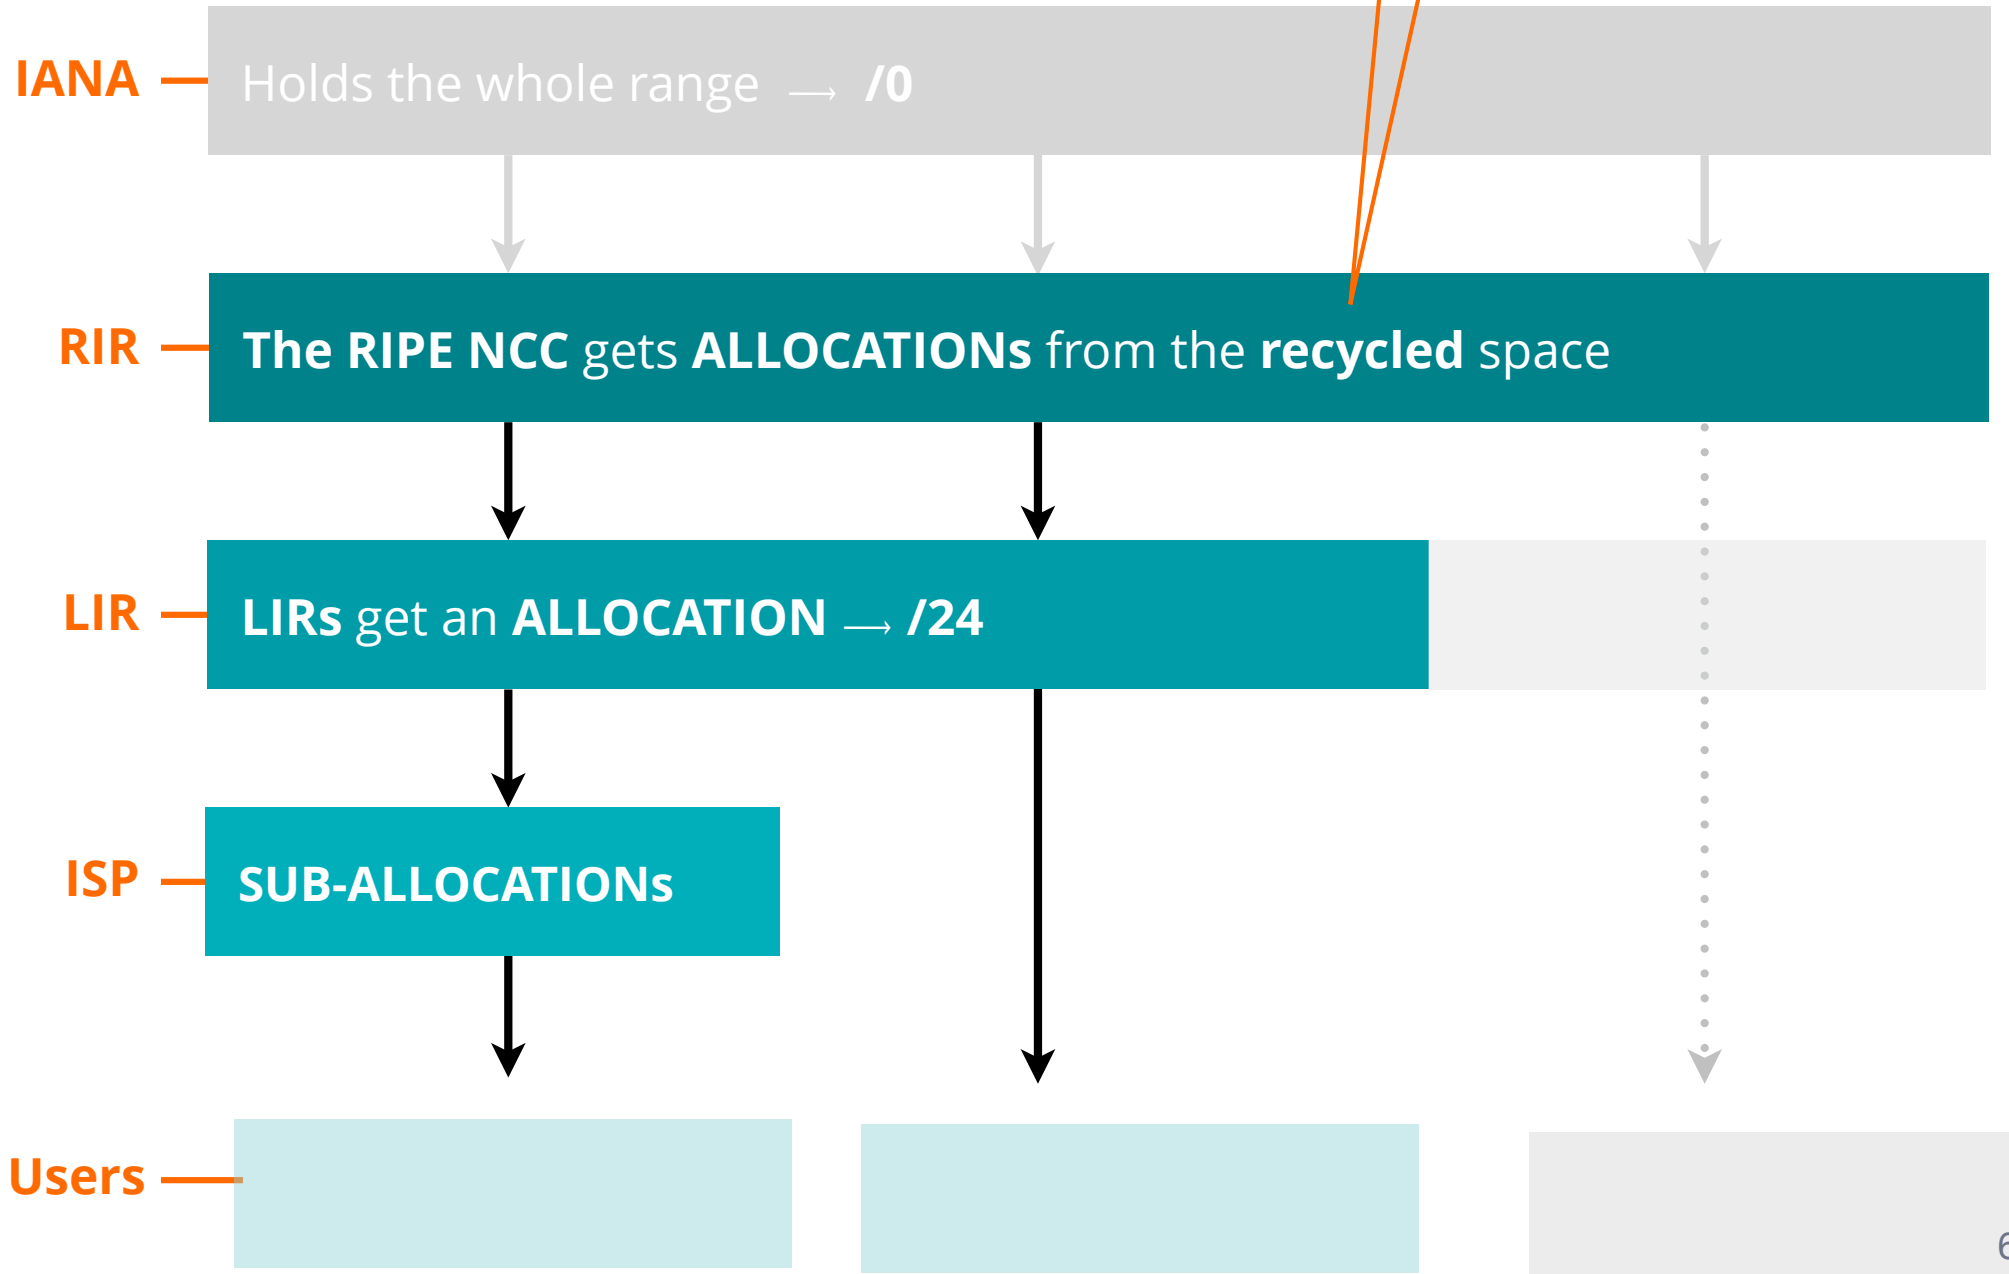 IANA
Holds the whole range → /0
RIR
The RIPE NCC gets ALLOCATIONs from the recycled space
LIR
LIRs get an ALLOCATION → /24
ISP
SUB-ALLOCATIONs
Users
6